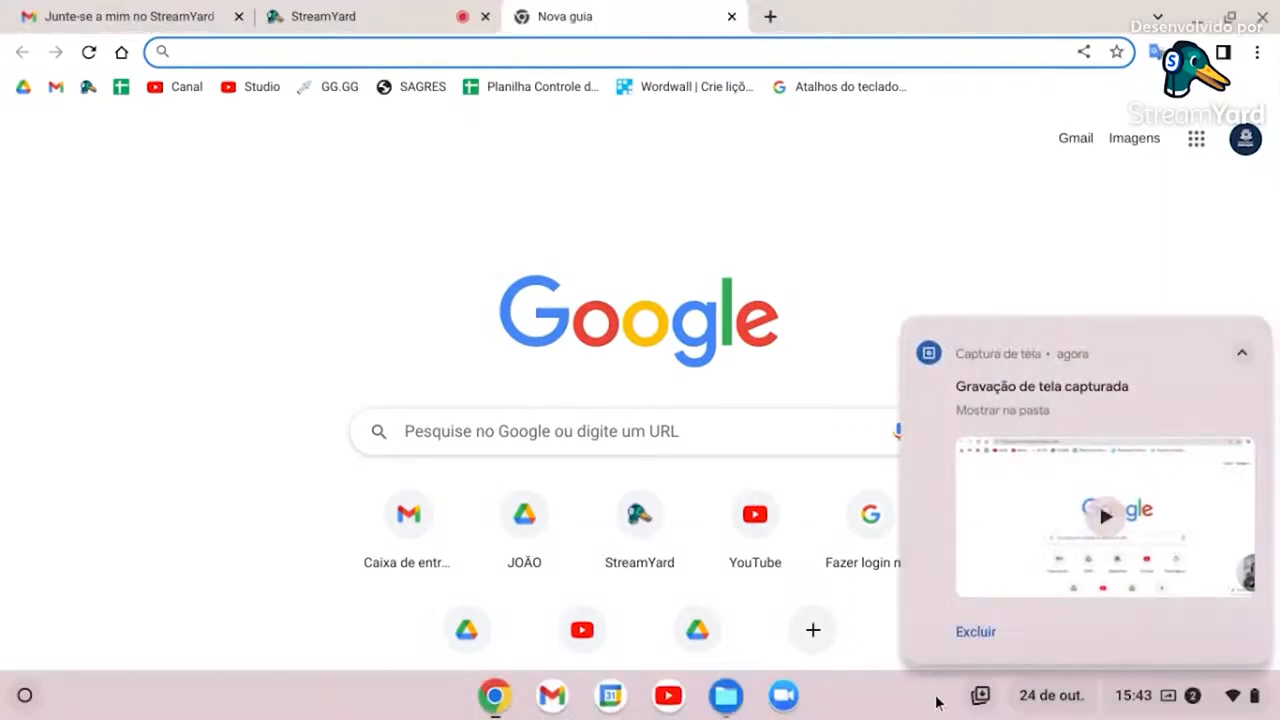 Junte-se a mim no StreamYard
StreamYard
Nova guia
Desenvolvido por
StreamYard
Canal
Studio
GG.GG
SAGRES
Planilha Controle d...
Wordwall | Crie liçõ...
Atalhos do teclado...
Gmail
Imagens
Google
Pesquise no Google ou digite um URL
Caixa de entr...
JOÃO
StreamYard
YouTube
Fazer login n
Captura de tela • agora
Gravação de tela capturada
Mostrar na pasta
Excluir
31
24 de out.
15:43
2